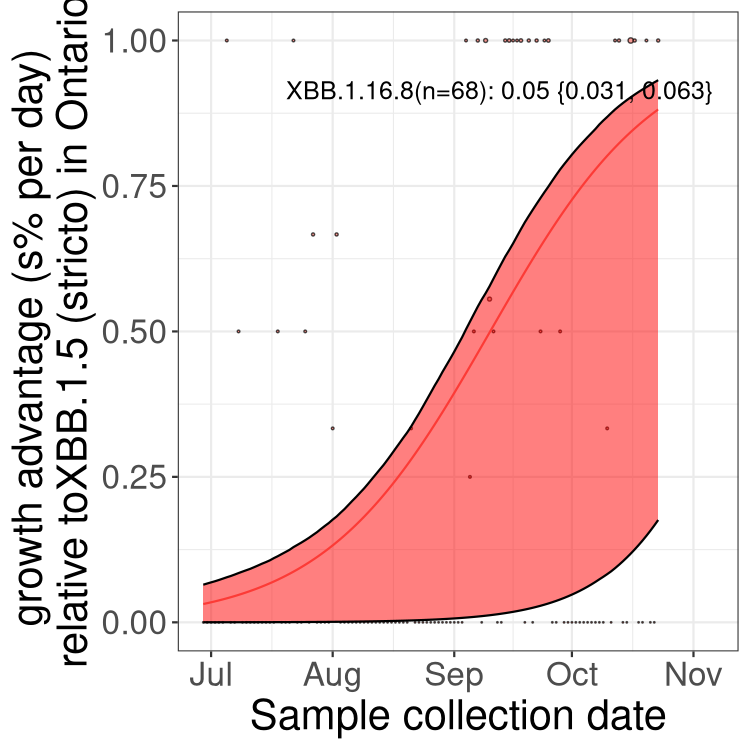 growth advantage (s% per day)
relative toXBB.1.5 (stricto) in Ontario
1.00
0.75
0.50
0.25
0.00
XBB.1.16.8(n=68): 0.05 {0.031, 0.063}
Jul Aug Sep Oct Nov
Sample collection date